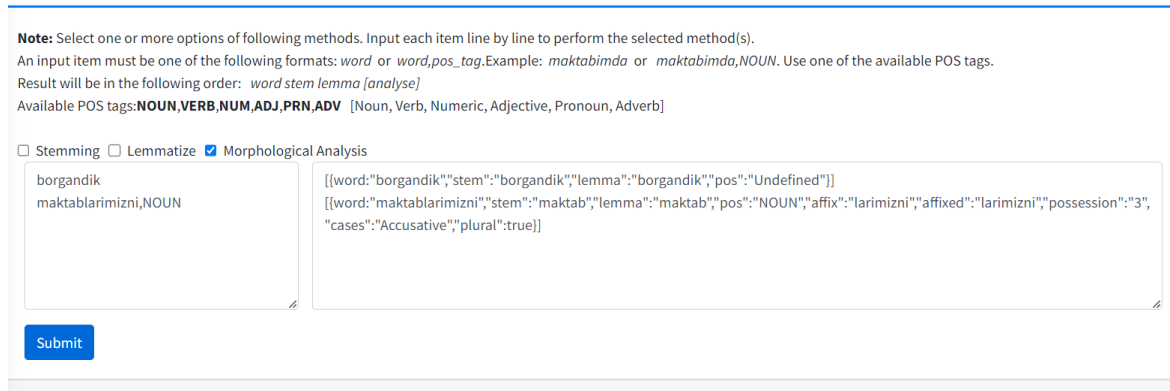 Note: Select one or more options of following methods. Input each item line by line to perform the selected method(s).
An input item must be one of the following formats: word or word,pos_tag.Example: maktabimda or maktabimda,NOUN. Use one of the available POS tags.
Result will be in the following order: word stem lemma [analyse]
Available POS tags:NOUN,VERB,NUM,ADJ,PRN,ADV [Noun, Verb, Numeric, Adjective, Pronoun, Adverb]
Stemming Lemmatize Morphological Analysis
borgandik
maktablarimizni,NOUN
[{word:"borgandik","stem":"borgandik","lemma":"borgandik","pos":"Undefined"}]
[{word:"maktablarimizni","stem":"maktab","lemma":"maktab","pos":"NOUN","affix":"larimizni","affixed":"larimizni","possession":"3",
"cases":"Accusative","plural":true}]
Submit